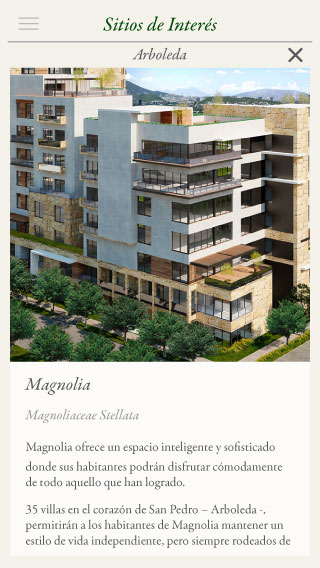 Sitios de Interés
Arboleda
Magnolia
Magnoliaceae Stellata
Magnolia ofrece un espacio inteligente y sofisticado
donde sus habitantes podrán disfrutar cómodamente
de todo aquello que han logrado.
35 villas en el corazón de San Pedro – Arboleda -,
permitirán a los habitantes de Magnolia mantener un
estilo de vida independiente, pero siempre rodeados de